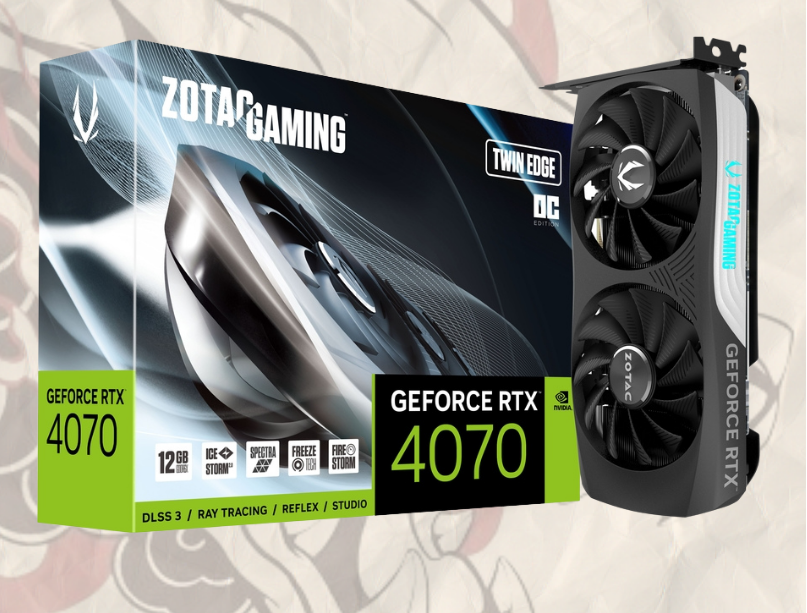 ZOTAC GAMING
TWIN EDGE
OC
EDITION
GEFORCE RTX
4070
GEFORCE RTX
4070
NVIDIA
12GB
ICE
STORM
SPECTRA
FREEZE
TECH
FIRE
STORM
DLSS 3 / RAY TRACING / REFLEX / STUDIO
ZOTAC
ZOTAC GAMING
GEFORCE RTX